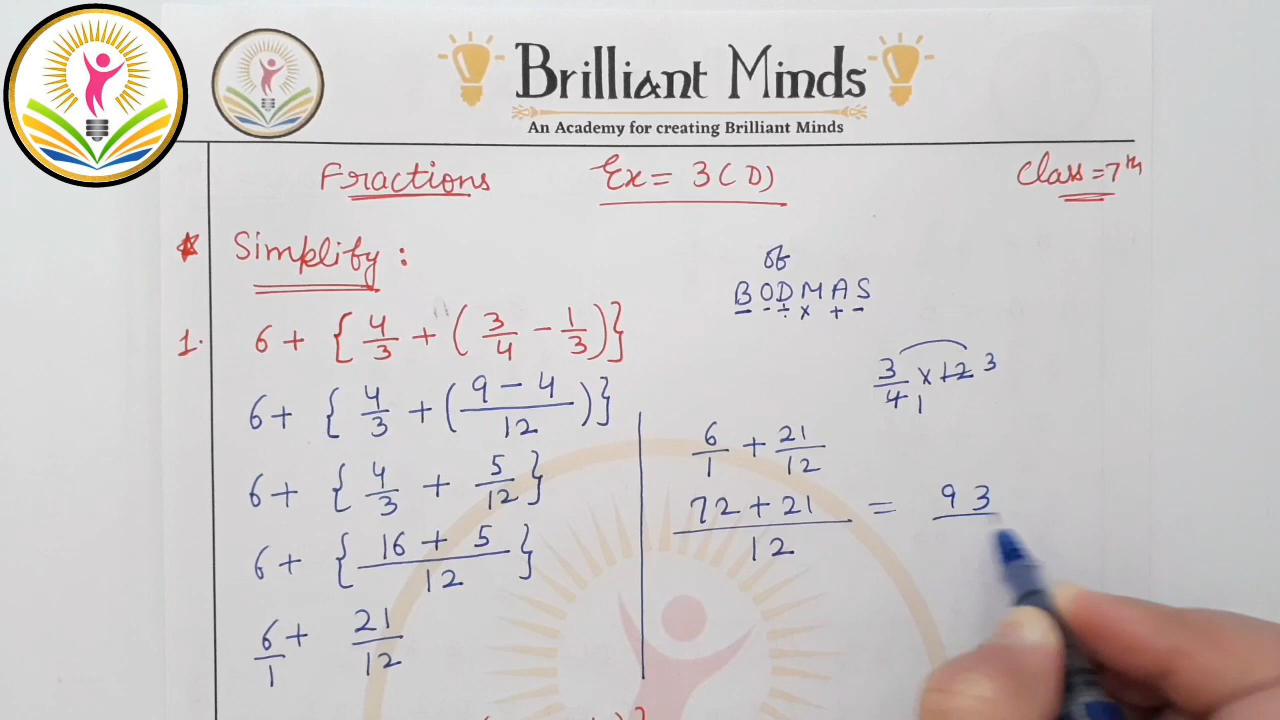 Brilliant Minds
An Academy for creating Brilliant Minds
Fractions Ex = 3(D) Class = 7th
Simplify :
of
BODMAS
- ÷ × + -
1. 6 + { 4/3 + ( 3/4 - 1/3 ) }
6 + { 4/3 + ( (9 - 4)/12 ) }
6 + { 4/3 + 5/12 }
6 + { (16 + 5)/12 }
6/1 + 21/12
3/4 × 12 3
1
6/1 + 21/12
(72 + 21)/12 = 93